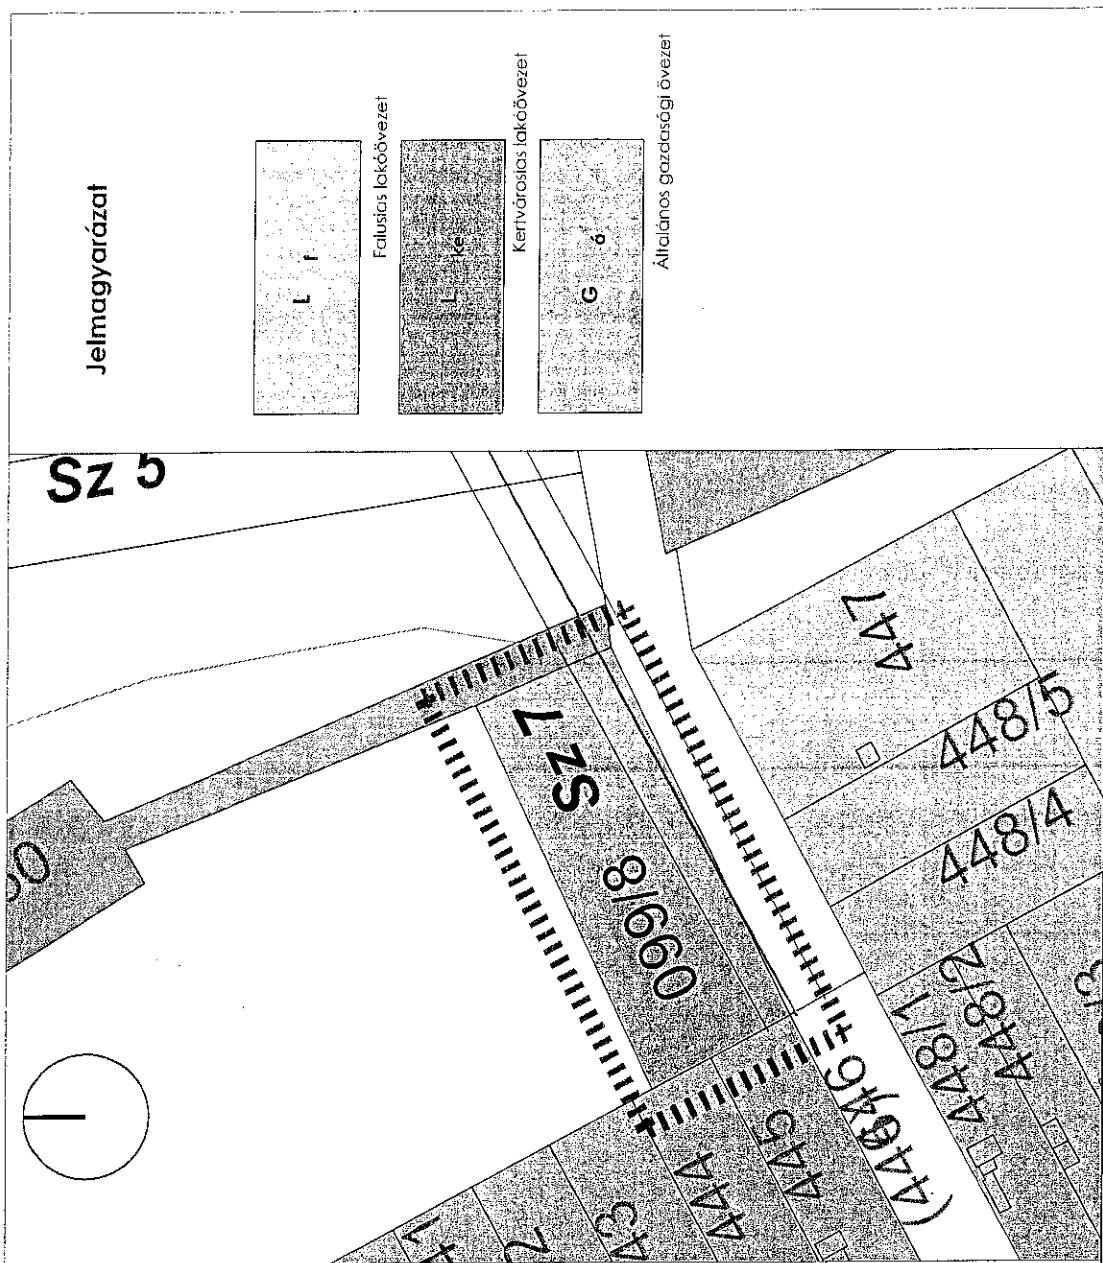 Jelmagyarázat
L f
Falusias lakóövezet
L ke
Kertvárosias lakóövezet
G á
Általános gazdasági övezet
Sz 5
Sz 7
099/8
447
448/5
448/4
448/2
448/1
445
444